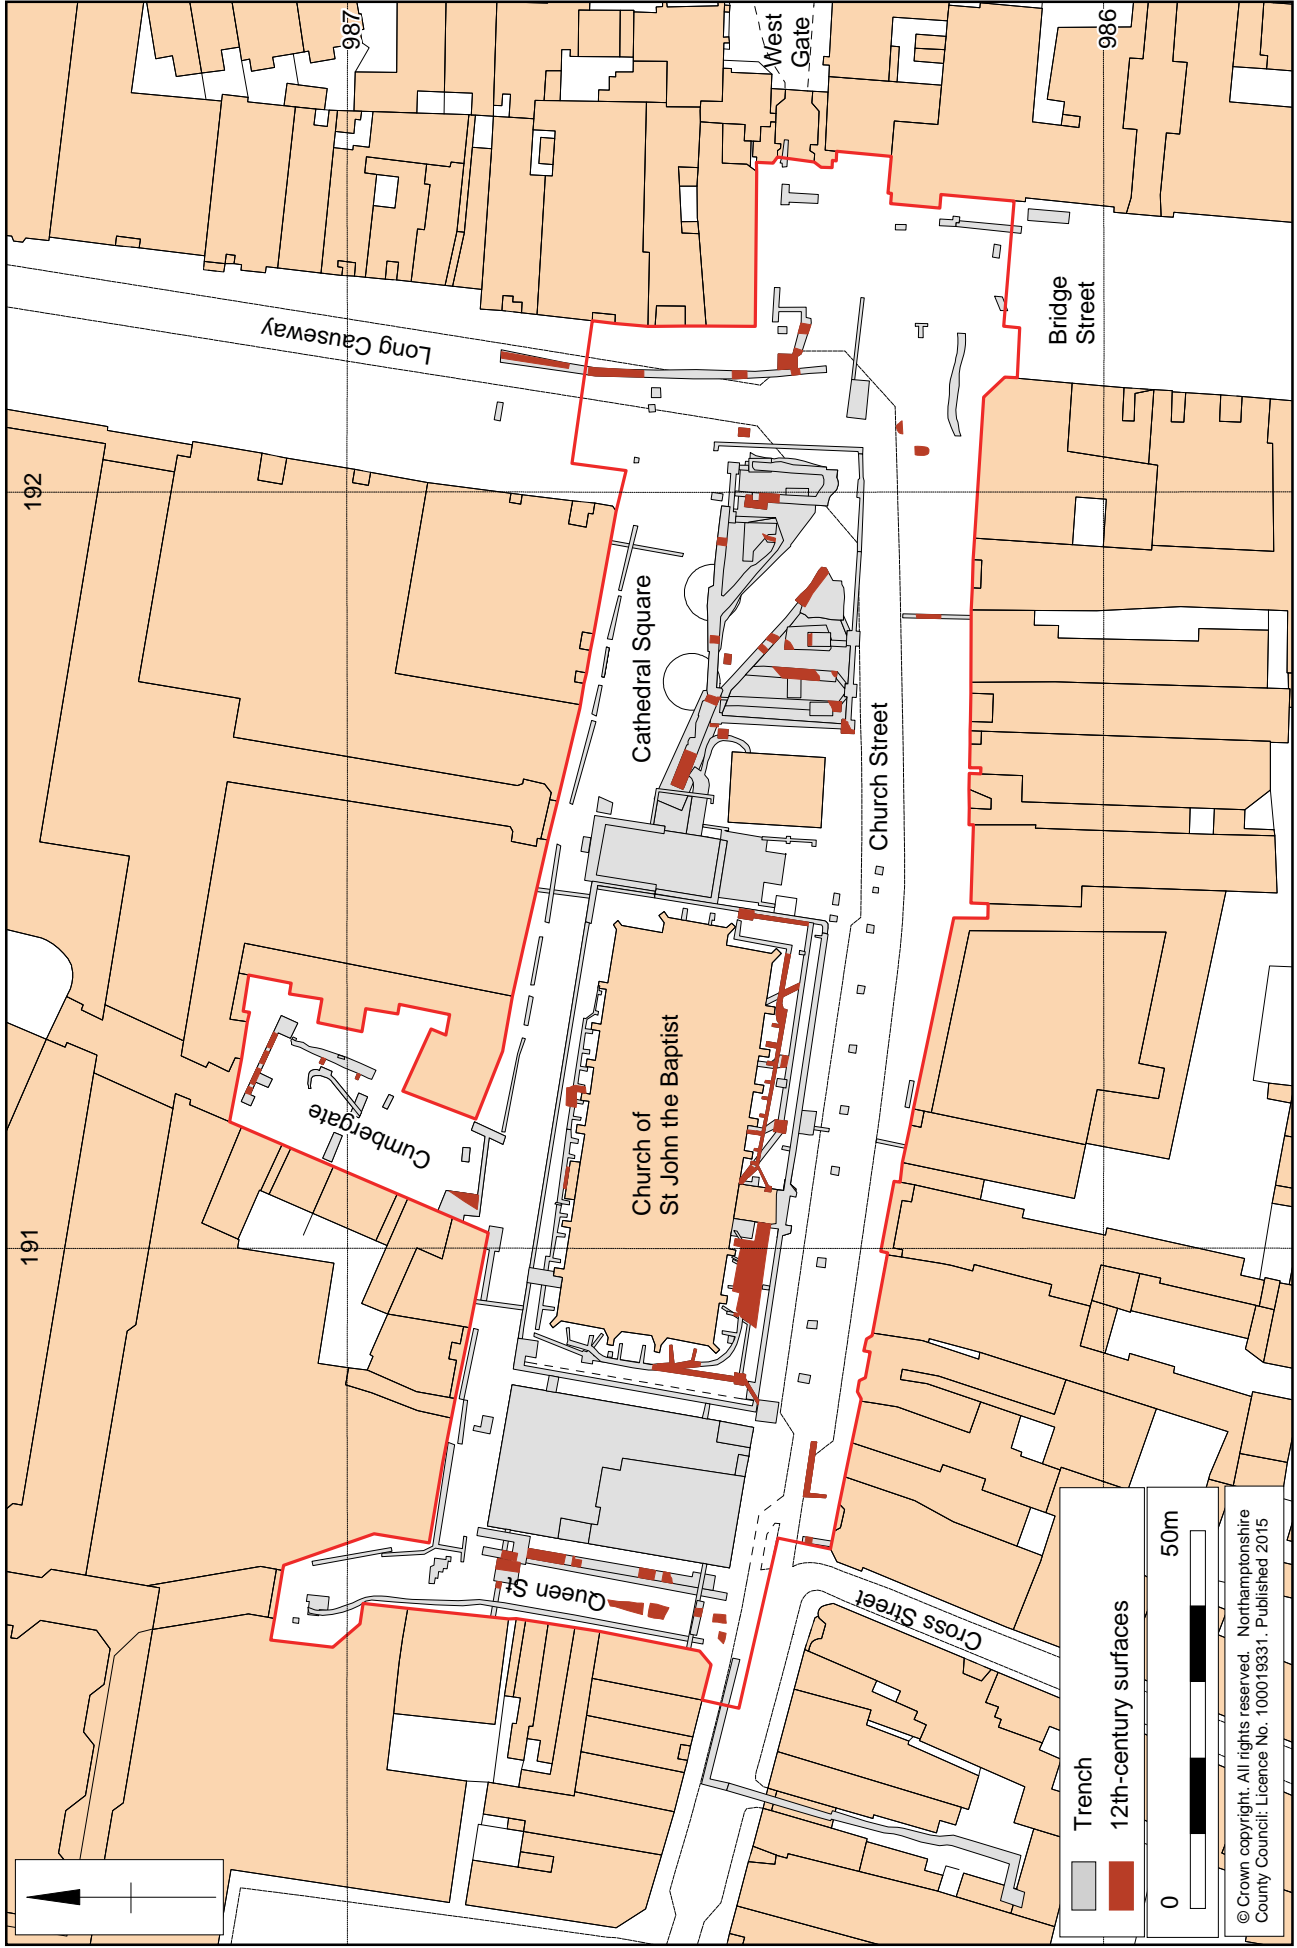 987
986
192
191
West
Gate
Long Causeway
Bridge
Street
Cathedral Square
Church Street
Cumbergate
Church of
St John the Baptist
Queen St
Cross Street
Trench
12th-century surfaces
0
50m
© Crown copyright. All rights reserved. Northamptonshire
County Council: Licence No. 100019331. Published 2015